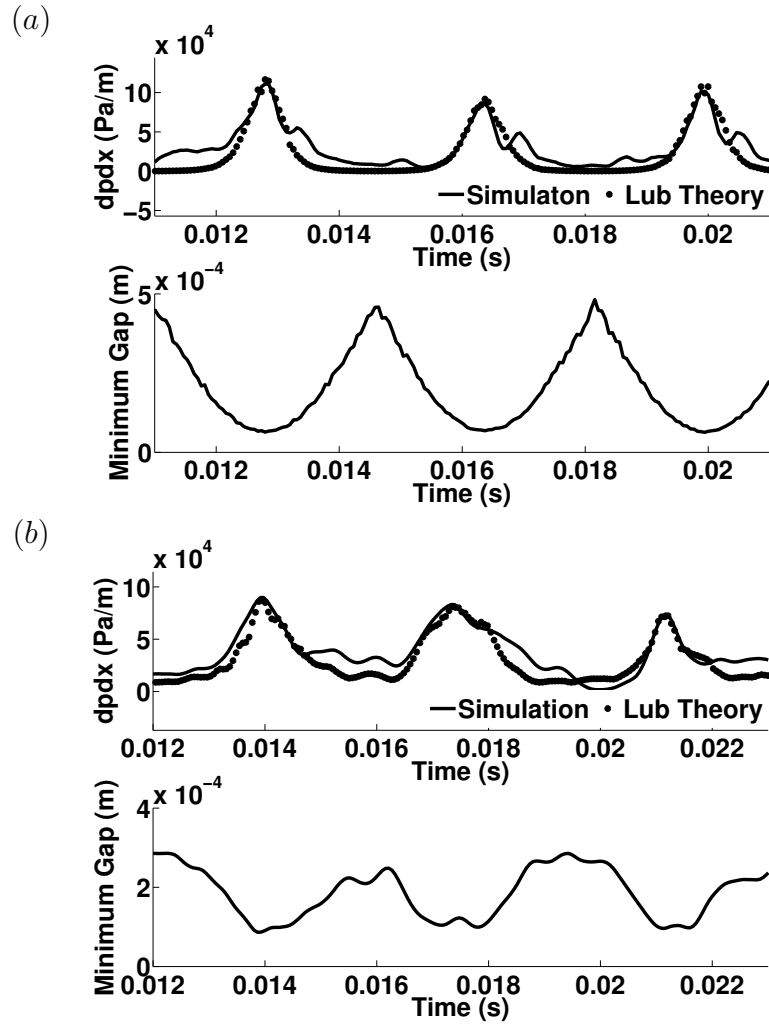 (a)
x 10^4
dpdx (Pa/m)
10
5
0
−5
Simulaton • Lub Theory
0.012 0.014 0.016 0.018 0.02
Time (s)
x 10^-4
Minimum Gap (m)
5
0
0.012 0.014 0.016 0.018 0.02
Time (s)
(b)
x 10^4
dpdx (Pa/m)
10
5
0
Simulation • Lub Theory
0.012 0.014 0.016 0.018 0.02 0.022
Time (s)
x 10^-4
Minimum Gap (m)
4
2
0
0.012 0.014 0.016 0.018 0.02 0.022
Time (s)